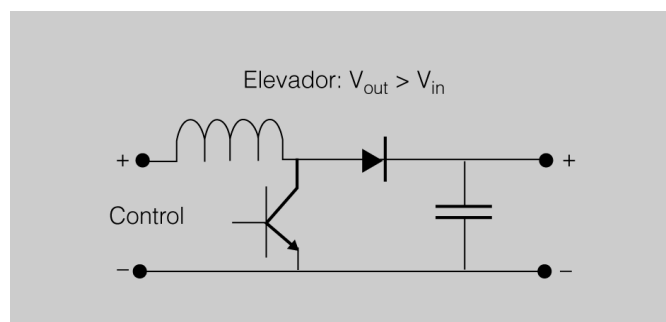 Elevador: Vout > Vin
+ +
Control
− −